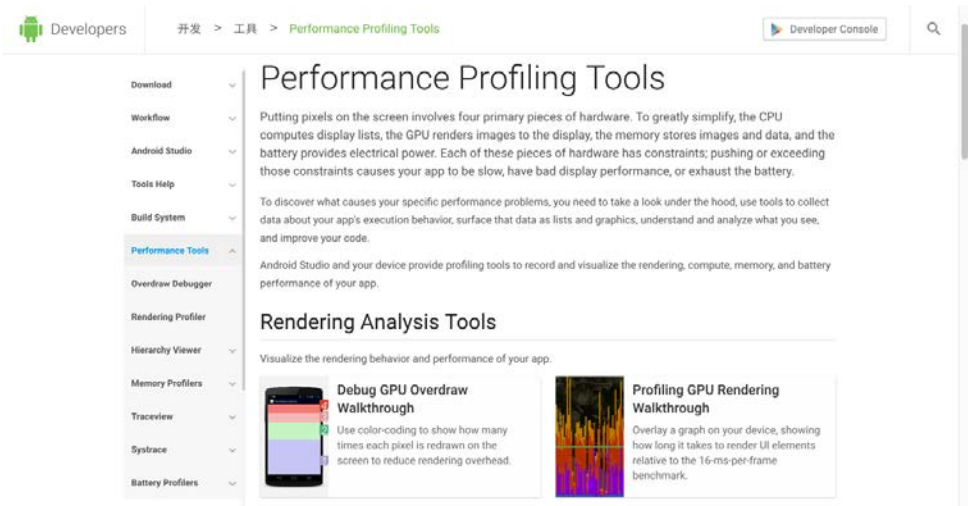 Developers
开发 > 工具 > Performance Profiling Tools
Developer Console
Download
Workflow
Android Studio
Tools Help
Build System
Performance Tools
Overdraw Debugger
Rendering Profiler
Hierarchy Viewer
Memory Profilers
Traceview
Systrace
Battery Profilers
Performance Profiling Tools
Putting pixels on the screen involves four primary pieces of hardware. To greatly simplify, the CPU
computes display lists, the GPU renders images to the display, the memory stores images and data, and the
battery provides electrical power. Each of these pieces of hardware has constraints; pushing or exceeding
those constraints causes your app to be slow, have bad display performance, or exhaust the battery.
To discover what causes your specific performance problems, you need to take a look under the hood, use tools to collect
data about your app's execution behavior, surface that data as lists and graphics, understand and analyze what you see,
and improve your code.
Android Studio and your device provide profiling tools to record and visualize the rendering, compute, memory, and battery
performance of your app.
Rendering Analysis Tools
Visualize the rendering behavior and performance of your app.
Debug GPU Overdraw
Walkthrough
Use color-coding to show how many
times each pixel is redrawn on the
screen to reduce rendering overhead.
Profiling GPU Rendering
Walkthrough
Overlay a graph on your device, showing
how long it takes to render UI elements
relative to the 16-ms-per-frame
benchmark.